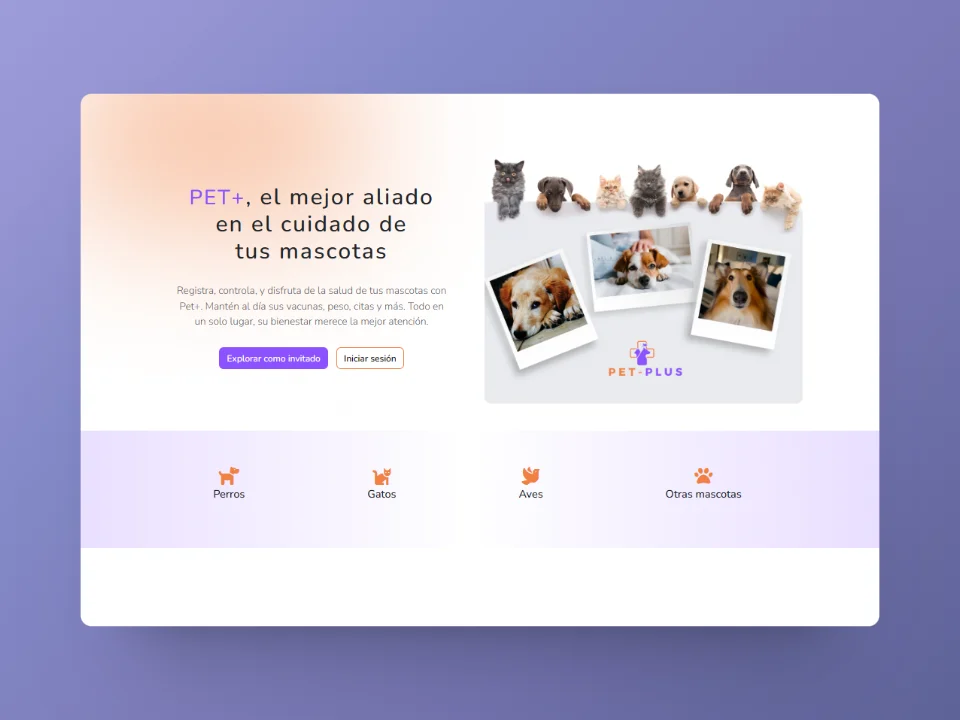 PET+, el mejor aliado
en el cuidado de
tus mascotas
Registra, controla, y disfruta de la salud de tus mascotas con
Pet+. Mantén al día sus vacunas, peso, citas y más. Todo en
un solo lugar, su bienestar merece la mejor atención.
Explorar como invitado
Iniciar sesión
PET-PLUS
Perros
Gatos
Aves
Otras mascotas